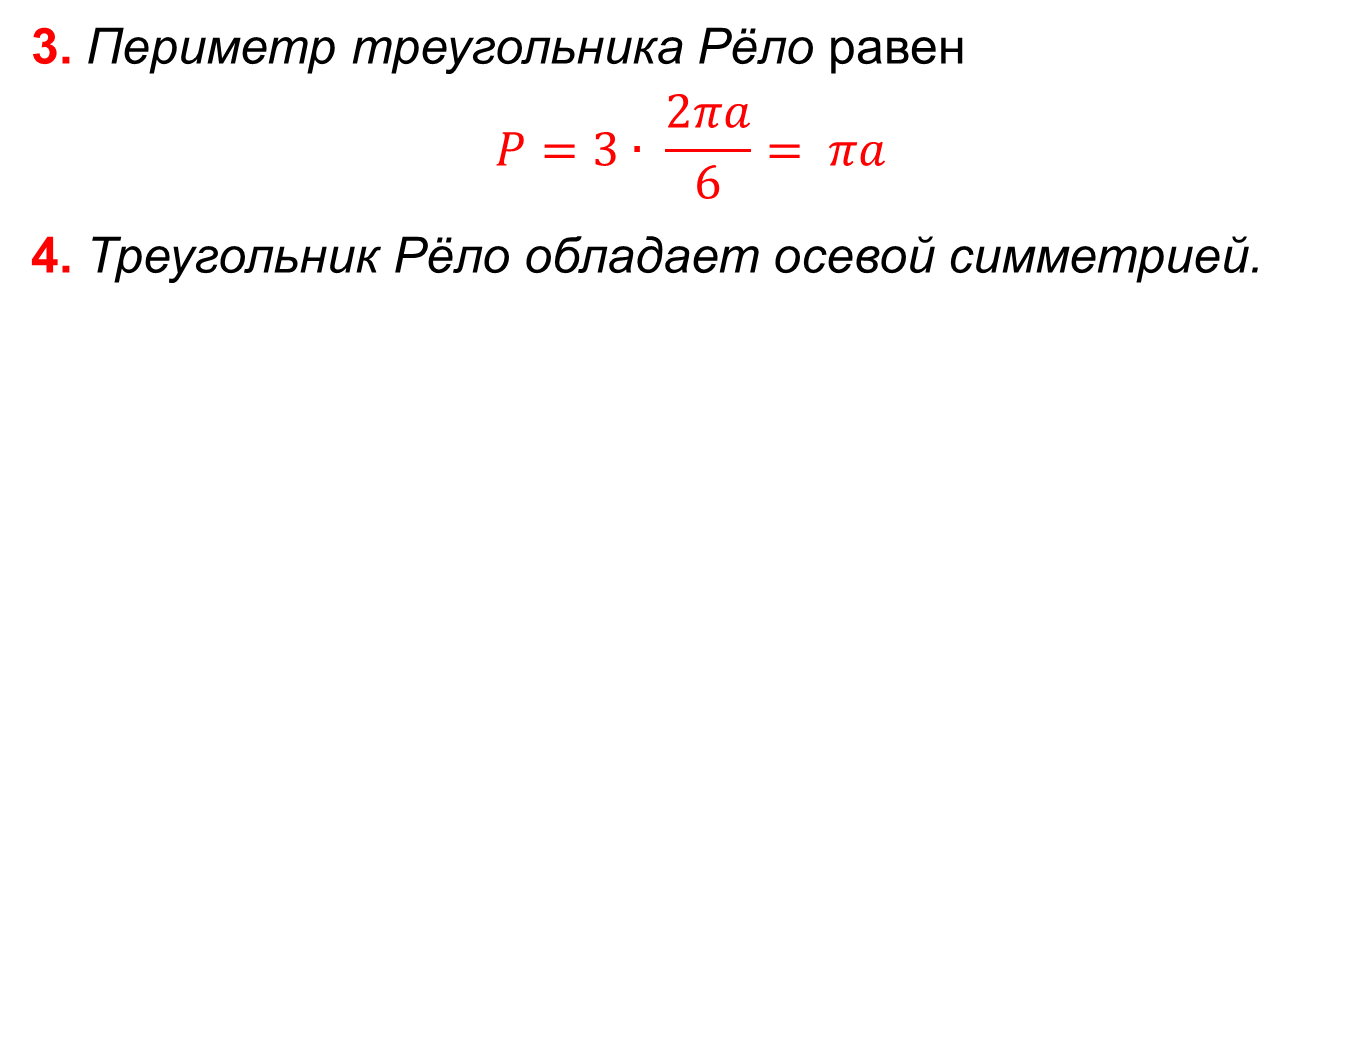 3. Периметр треугольника Рёло равен
P = 3 · 2πa/6 = πa
4. Треугольник Рёло обладает осевой симметрией.